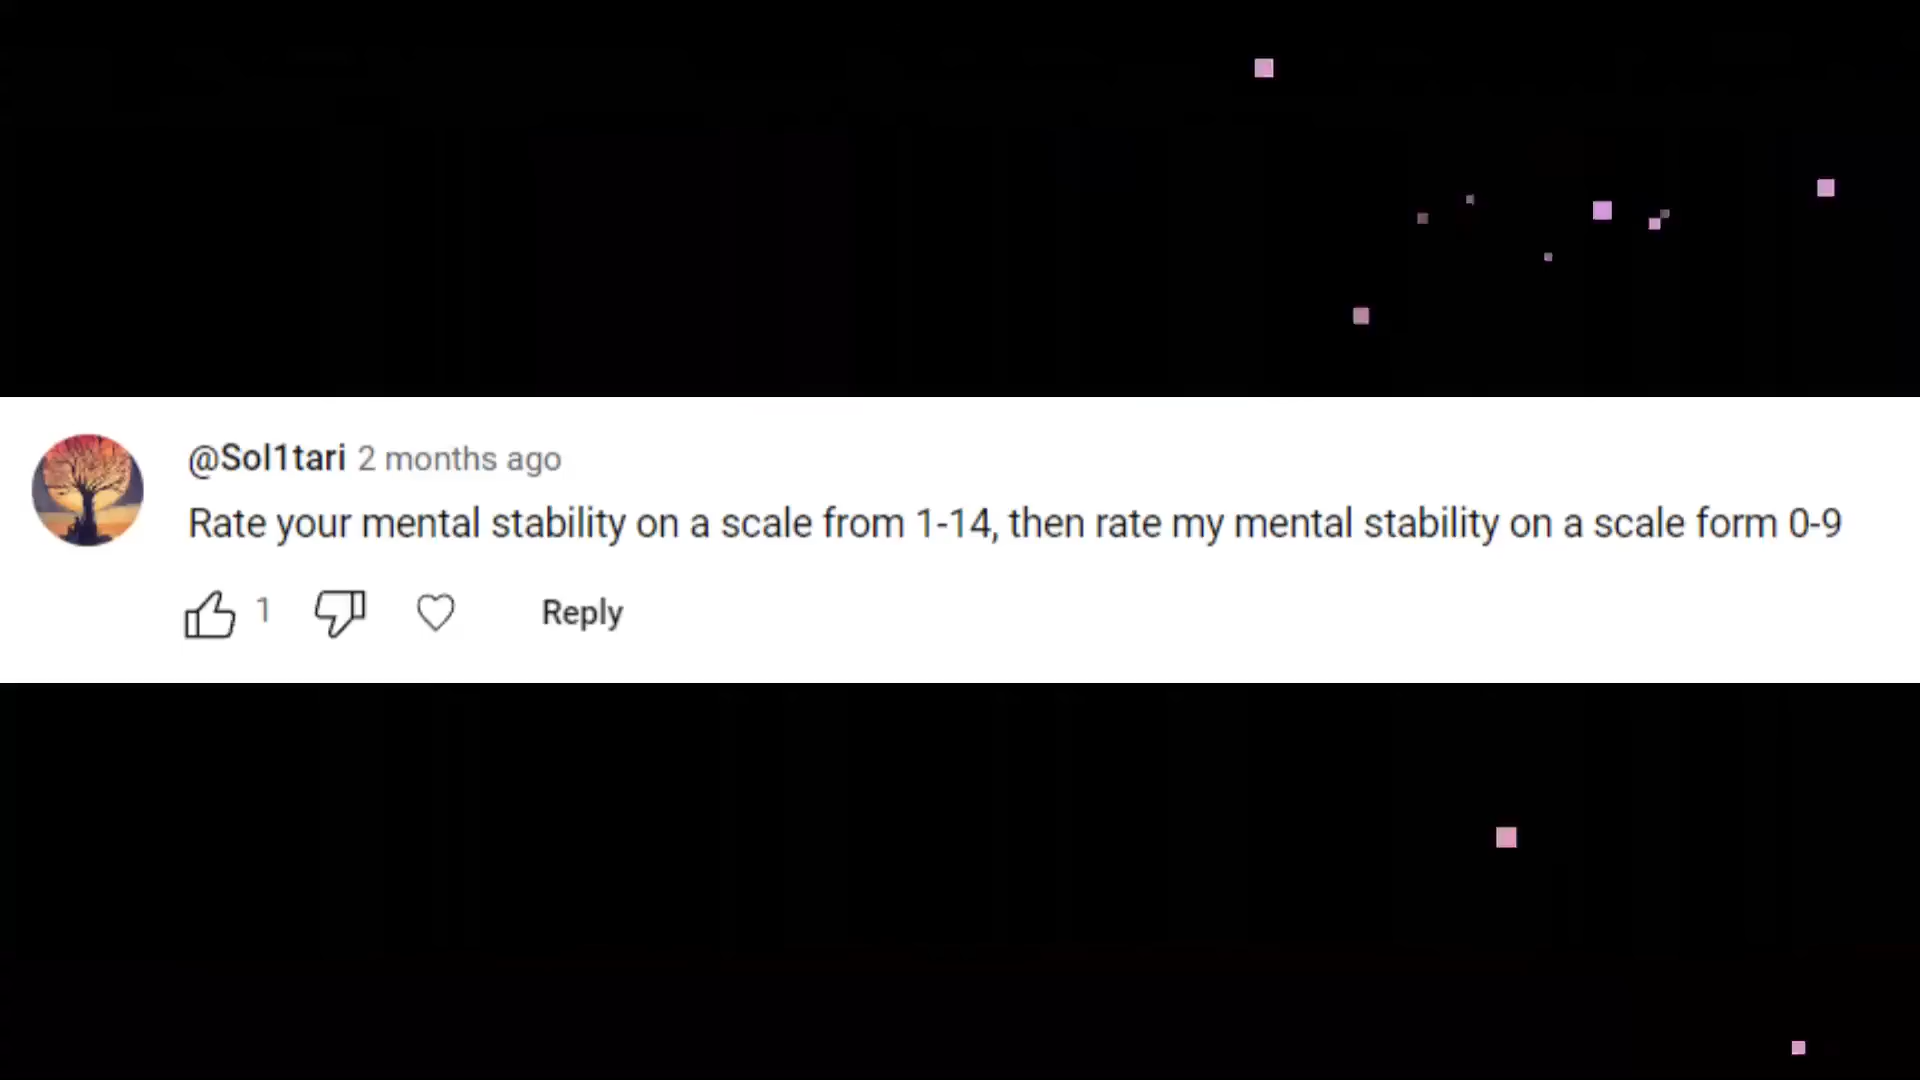 @Sol1tari 2 months ago
Rate your mental stability on a scale from 1-14, then rate my mental stability on a scale form 0-9
1 Reply